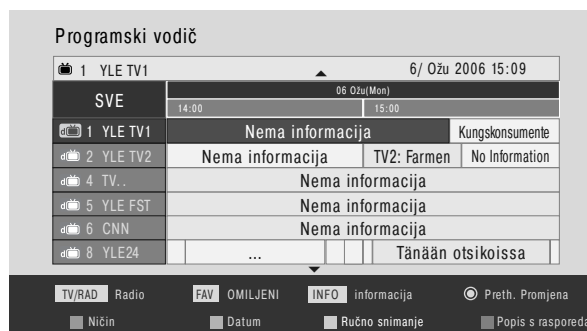 Programski vodič
1 YLE TV1 6/ Ožu 2006 15:09
SVE
06 Ožu(Mon)
14:00 15:00
d 1 YLE TV1 Nema informacija Kungskonsumente
d 2 YLE TV2 Nema informacija TV2: Farmen No Information
d 4 TV.. Nema informacija
d 5 YLE FST Nema informacija
d 6 CNN Nema informacija
d 8 YLE24 ... Tänään otsikoissa
TV/RAD Radio FAV OMILJENI INFO informacija Preth. Promjena
Ničin Datum Ručno snimanje Popis s rasporeda